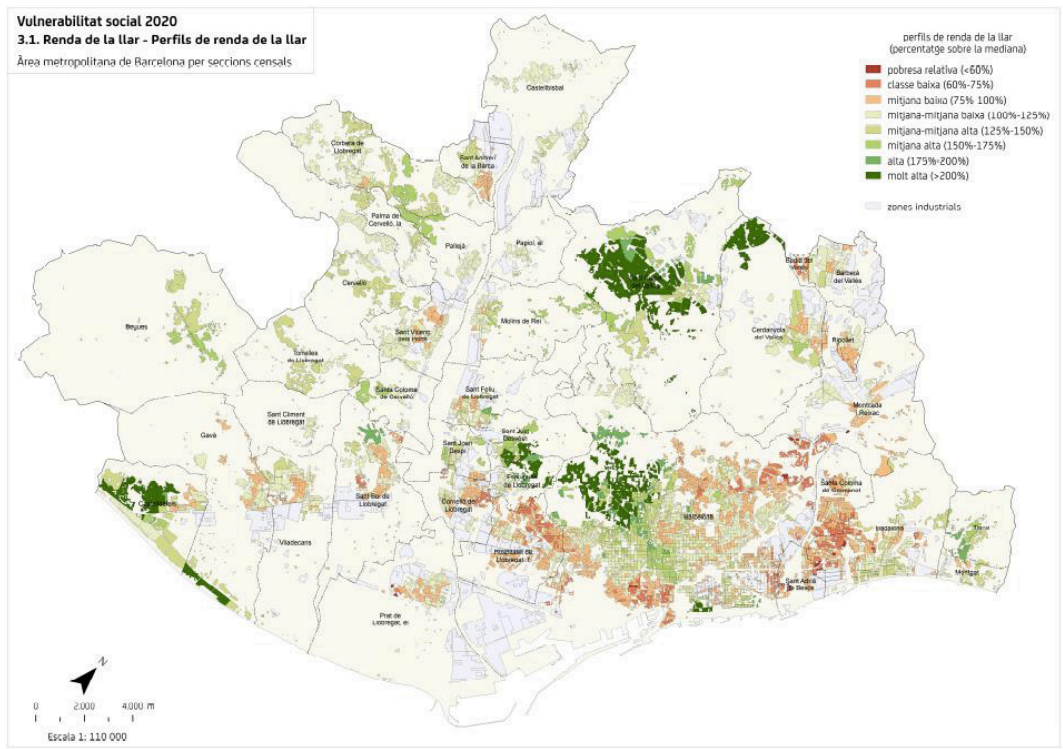 Vulnerabilitat social 2020
3.1. Renda de la llar - Perfils de renda de la llar
Àrea metropolitana de Barcelona per seccions censals
perfils de renda de la llar
(percentatge sobre la mediana)
pobresa relativa (<60%)
classe baixa (60%-75%)
mitjana baixa (75% 100%)
mitjana-mitjana baixa (100%-125%)
mitjana-mitjana alta (125%-150%)
mitjana alta (150%-175%)
alta (175%-200%)
molt alta (>200%)
zones industrials
Castellbisbal
Corbera de
Llobregat
Sant Andreu
de la Barca
Palma de
Cervelló, la
Pallejà
Papiol, el
Badia del
Vallès
Barberà
del Vallès
Cervelló
Begues
Molins de Rei
Sant Vicenç
dels Horts
Cerdanyola
del Vallès
Ripollet
Torrelles
de Llobregat
Santa Coloma
de Cervelló
Sant Feliu
de Llobregat
Montcada
i Reixac
Sant Climent
de Llobregat
Gavà
Sant Joan
Despí
Sant Just
Desvern
Esplugues
de Llobregat
Santa Coloma
de Gramenet
Sant Boi de
Llobregat
Cornellà de
Llobregat
Barcelona
Badalona
Tiana
Viladecans
Hospitalet de
Llobregat, l'
Sant Adrià
de Besòs
Montgat
Prat de
Llobregat, el
N
0 2.000 4.000 m
Escala 1: 110 000